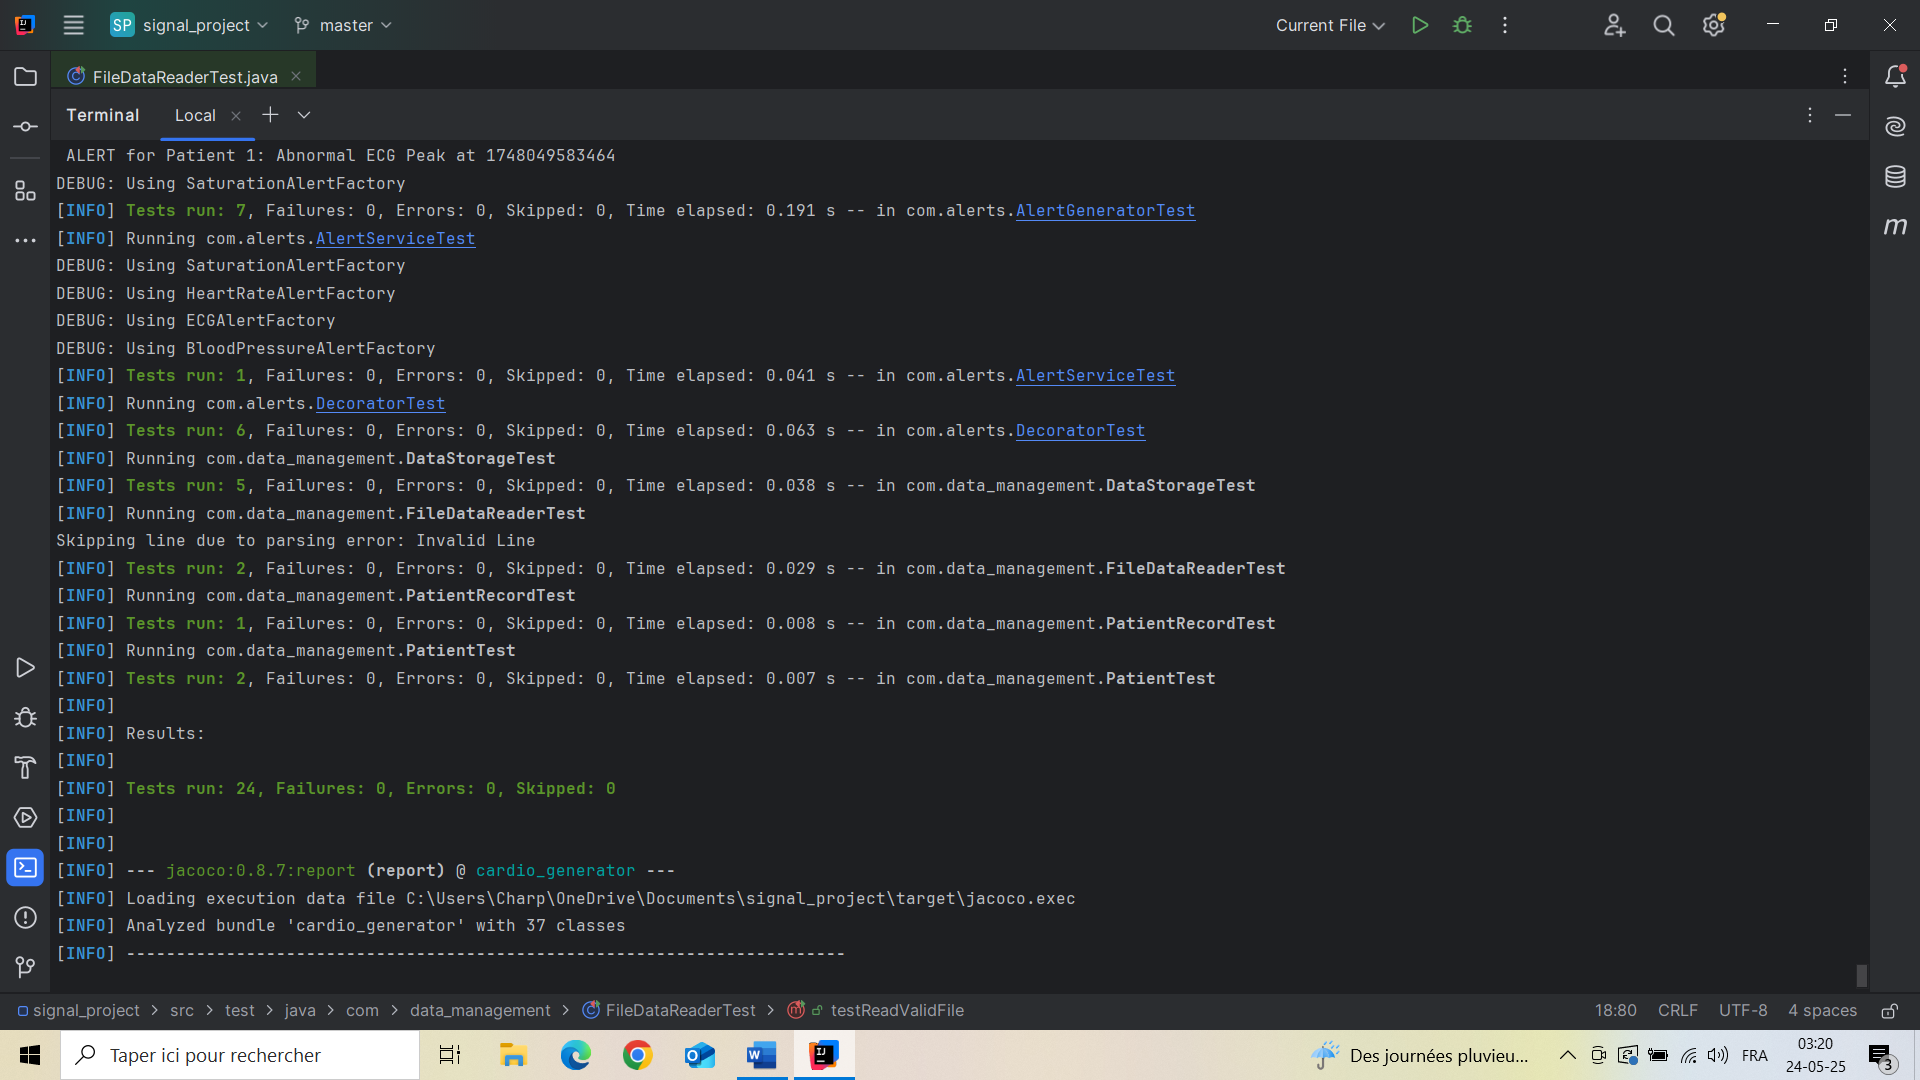 SP signal_project master Current File
FileDataReaderTest.java
Terminal Local
ALERT for Patient 1: Abnormal ECG Peak at 1748049583464
DEBUG: Using SaturationAlertFactory
[INFO] Tests run: 7, Failures: 0, Errors: 0, Skipped: 0, Time elapsed: 0.191 s -- in com.alerts.AlertGeneratorTest
[INFO] Running com.alerts.AlertServiceTest
DEBUG: Using SaturationAlertFactory
DEBUG: Using HeartRateAlertFactory
DEBUG: Using ECGAlertFactory
DEBUG: Using BloodPressureAlertFactory
[INFO] Tests run: 1, Failures: 0, Errors: 0, Skipped: 0, Time elapsed: 0.041 s -- in com.alerts.AlertServiceTest
[INFO] Running com.alerts.DecoratorTest
[INFO] Tests run: 6, Failures: 0, Errors: 0, Skipped: 0, Time elapsed: 0.063 s -- in com.alerts.DecoratorTest
[INFO] Running com.data_management.DataStorageTest
[INFO] Tests run: 5, Failures: 0, Errors: 0, Skipped: 0, Time elapsed: 0.038 s -- in com.data_management.DataStorageTest
[INFO] Running com.data_management.FileDataReaderTest
Skipping line due to parsing error: Invalid Line
[INFO] Tests run: 2, Failures: 0, Errors: 0, Skipped: 0, Time elapsed: 0.029 s -- in com.data_management.FileDataReaderTest
[INFO] Running com.data_management.PatientRecordTest
[INFO] Tests run: 1, Failures: 0, Errors: 0, Skipped: 0, Time elapsed: 0.008 s -- in com.data_management.PatientRecordTest
[INFO] Running com.data_management.PatientTest
[INFO] Tests run: 2, Failures: 0, Errors: 0, Skipped: 0, Time elapsed: 0.007 s -- in com.data_management.PatientTest
[INFO]
[INFO] Results:
[INFO]
[INFO] Tests run: 24, Failures: 0, Errors: 0, Skipped: 0
[INFO]
[INFO]
[INFO] --- jacoco:0.8.7:report (report) @ cardio_generator ---
[INFO] Loading execution data file C:\Users\Charp\OneDrive\Documents\signal_project\target\jacoco.exec
[INFO] Analyzed bundle 'cardio_generator' with 37 classes
[INFO] ------------------------------------------------------------------------
signal_project > src > test > java > com > data_management > FileDataReaderTest > testReadValidFile 18:80 CRLF UTF-8 4 spaces
Taper ici pour rechercher Des journées pluvieu... FRA 03:20
24-05-25 3